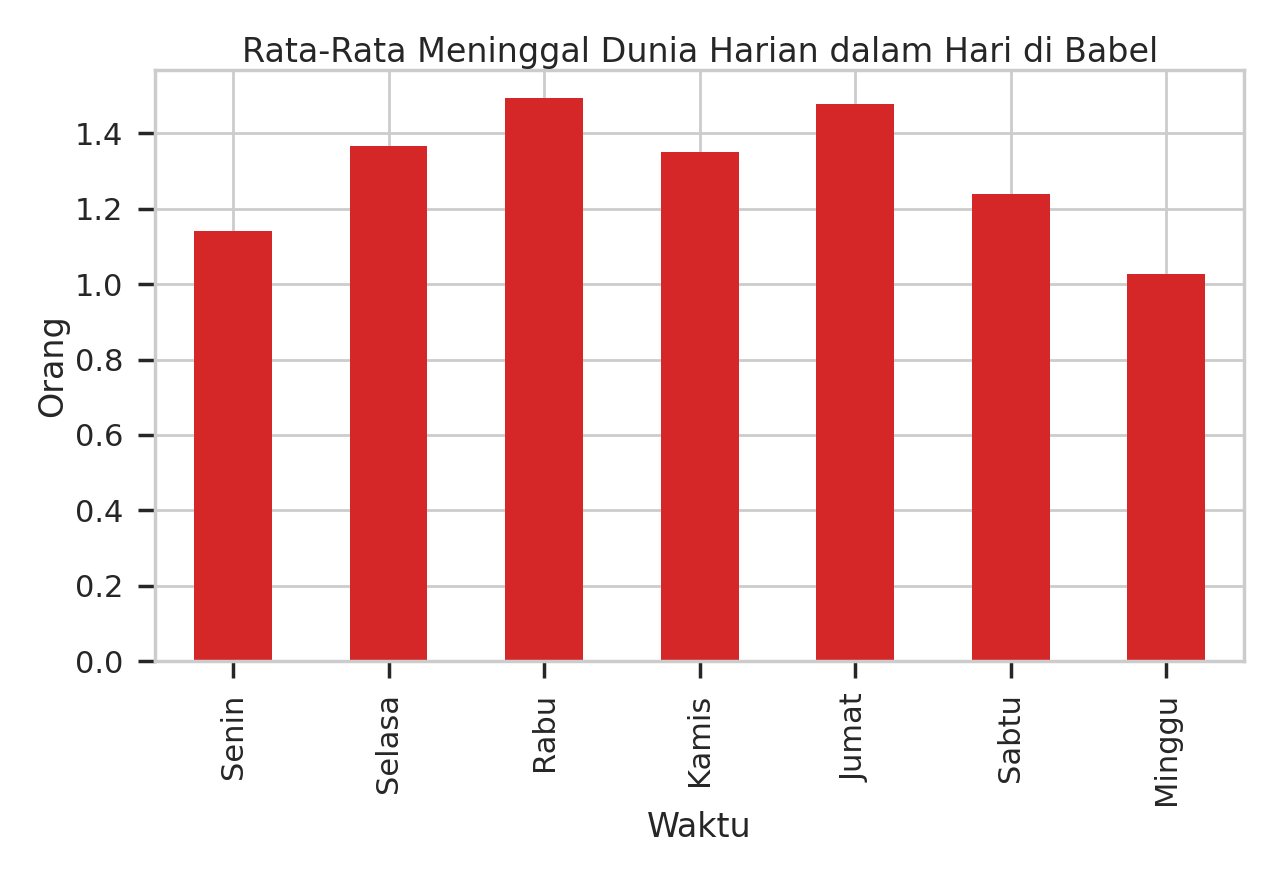 Rata-Rata Meninggal Dunia Harian dalam Hari di Babel
1.4
1.2
1.0
0.8
0.6
0.4
0.2
0.0
Orang
Senin
Selasa
Rabu
Kamis
Jumat
Sabtu
Minggu
Waktu